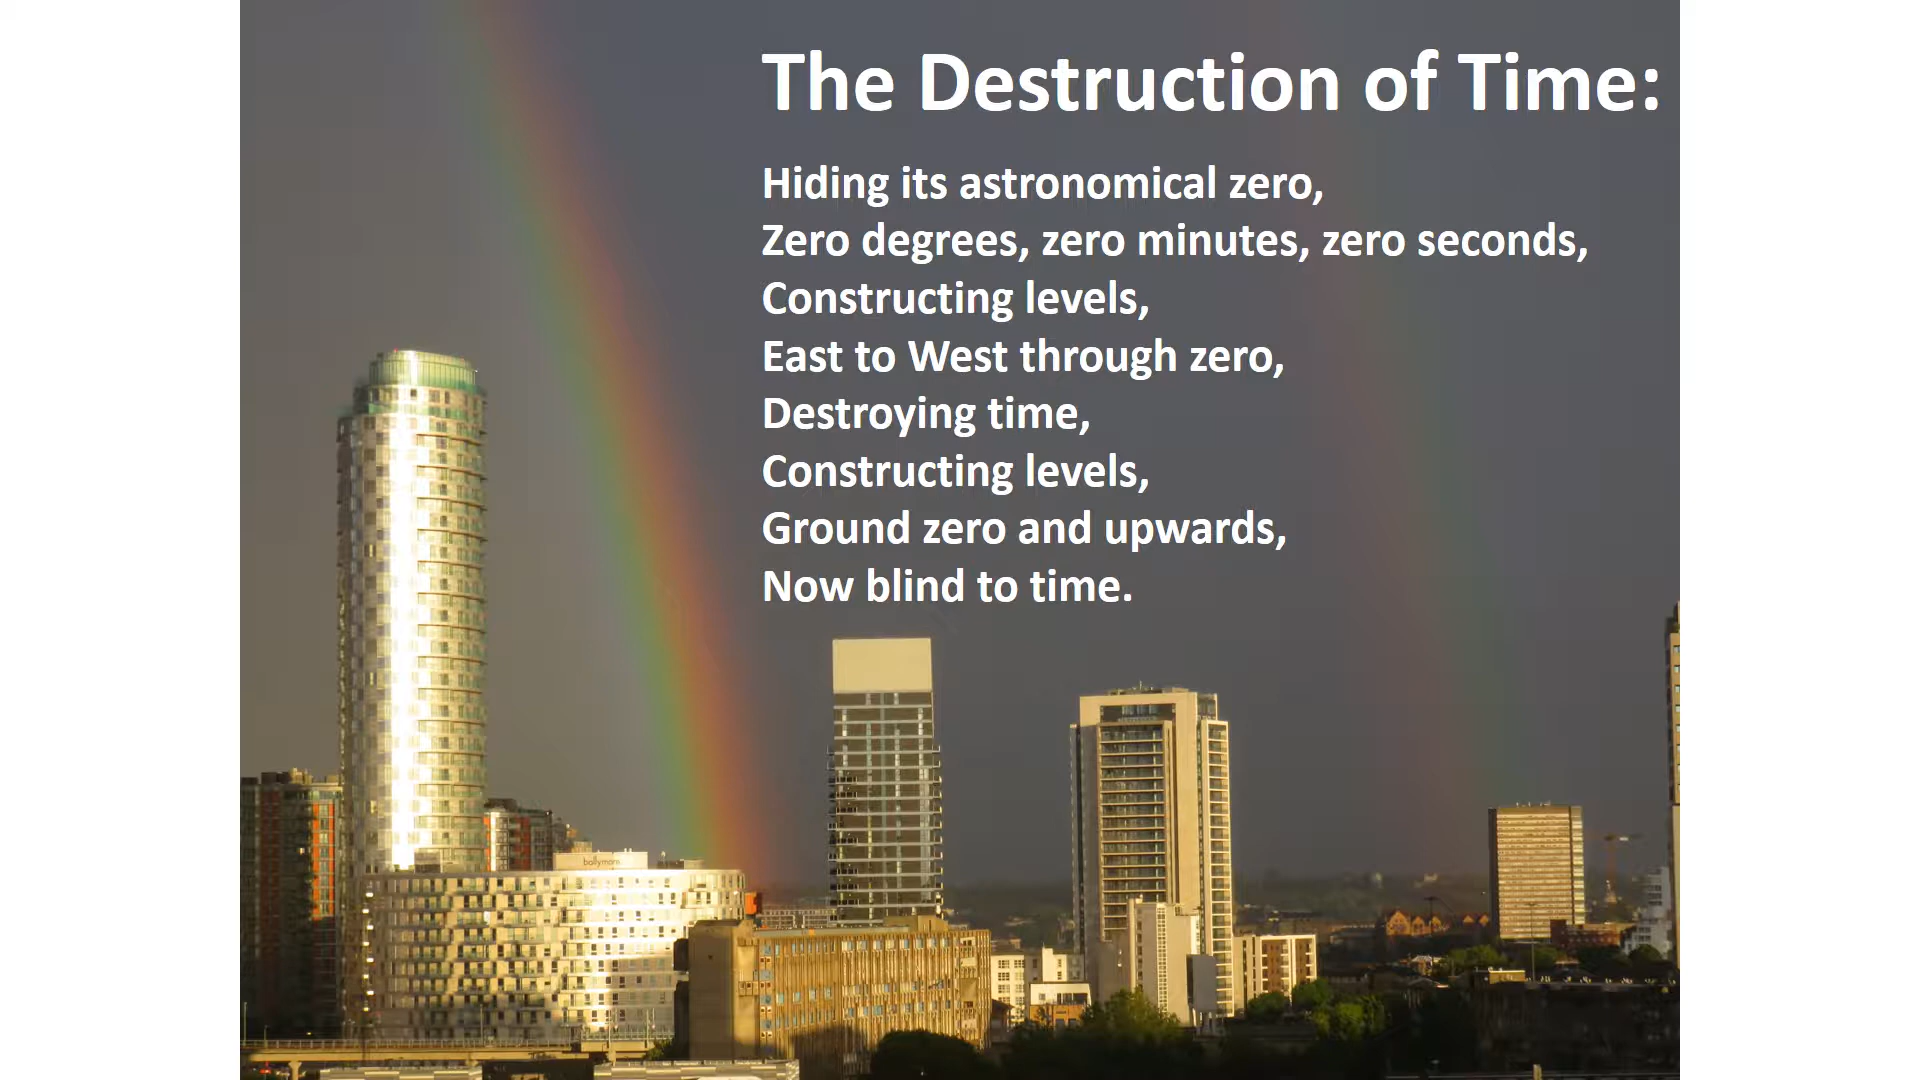 The Destruction of Time:
Hiding its astronomical zero,
Zero degrees, zero minutes, zero seconds,
Constructing levels,
East to West through zero,
Destroying time,
Constructing levels,
Ground zero and upwards,
Now blind to time.
ballymore